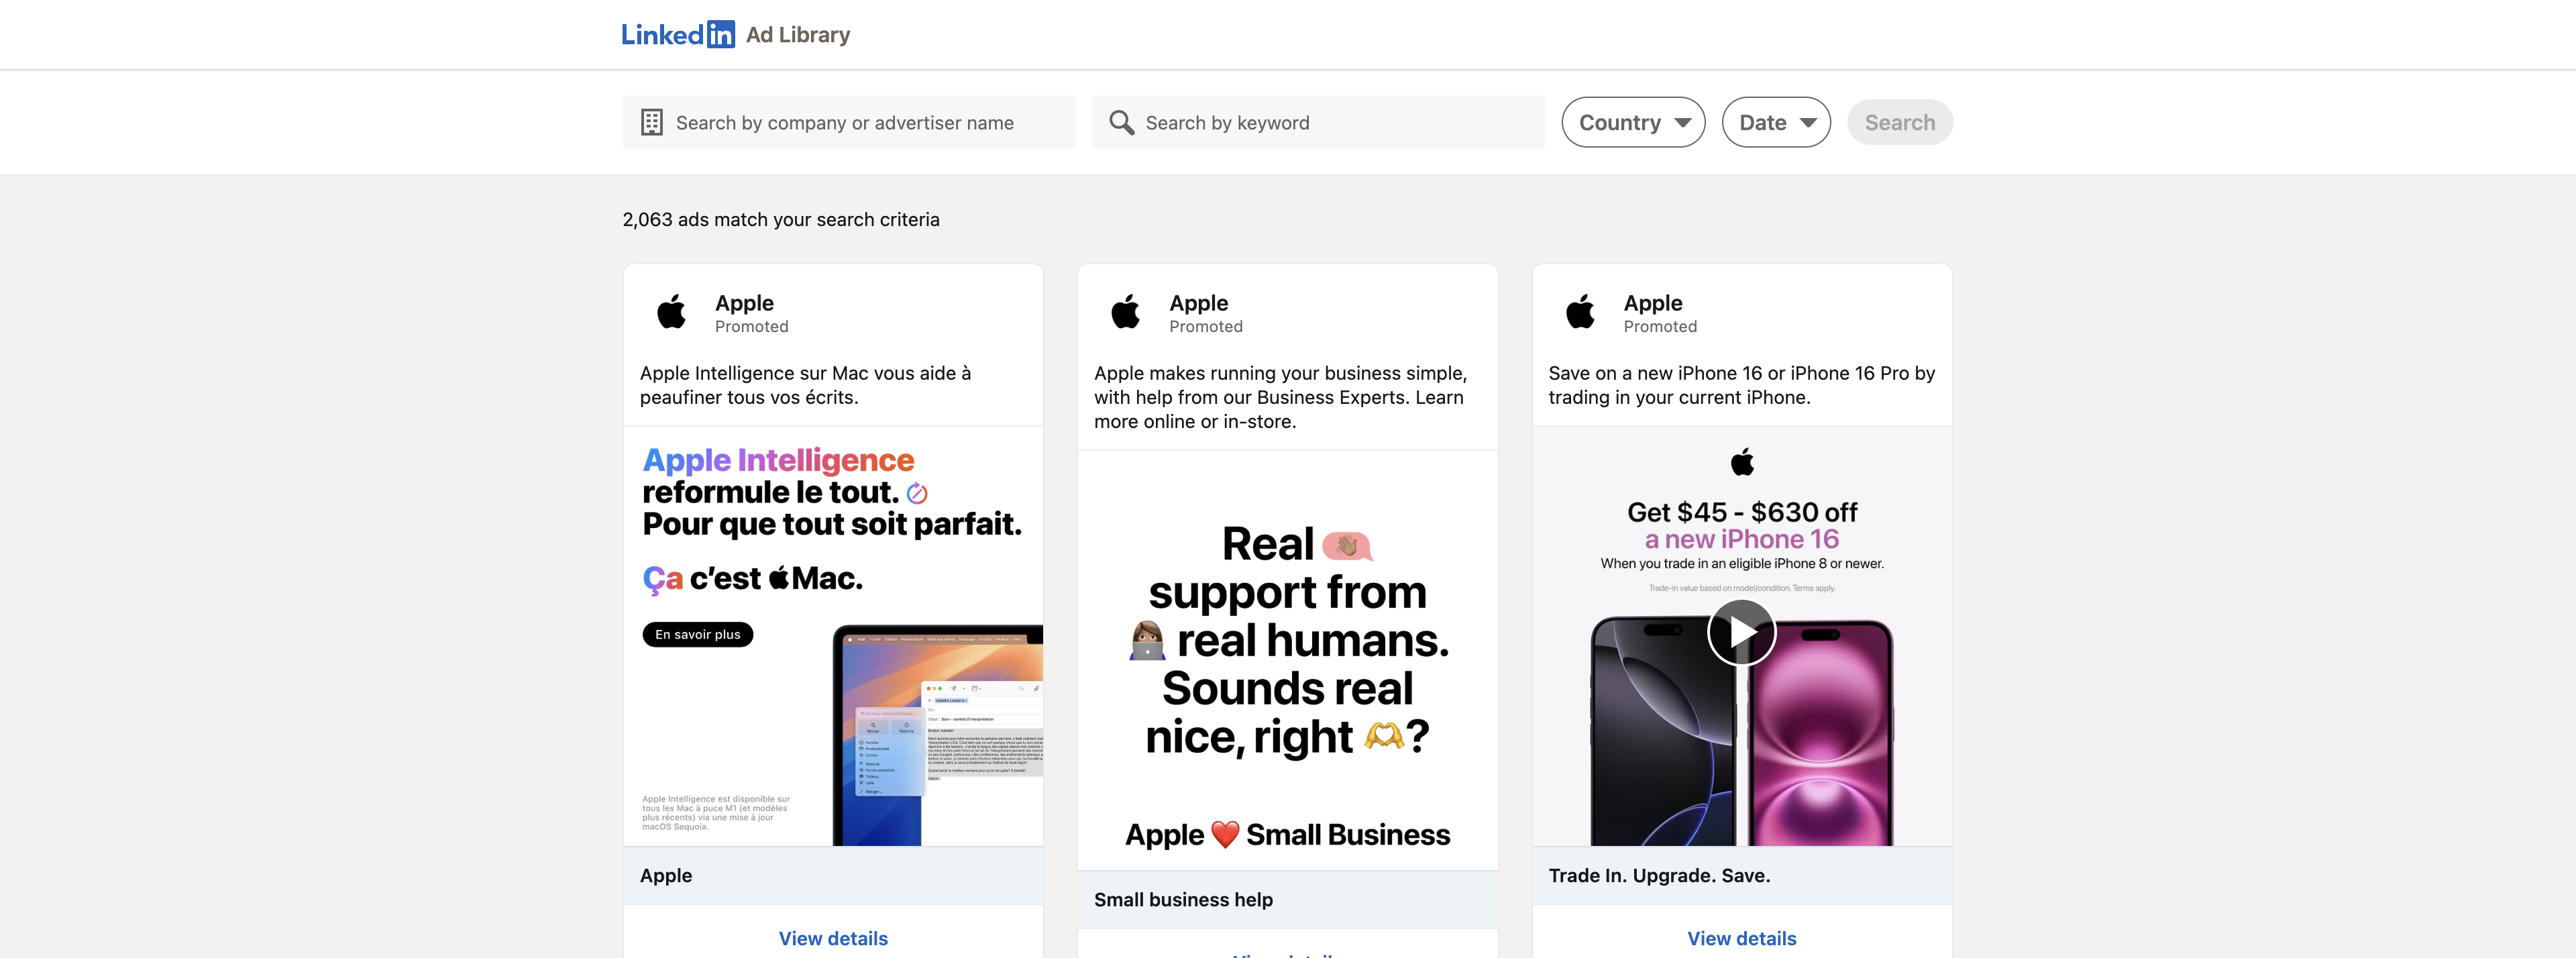 LinkedIn Ad Library
Search by company or advertiser name
Search by keyword
Country
Date
Search
2,063 ads match your search criteria
Apple
Promoted
Apple Intelligence sur Mac vous aide à
peaufiner tous vos écrits.
Apple Intelligence
reformule le tout.
Pour que tout soit parfait.
Ça c’est Mac.
En savoir plus
Apple Intelligence est disponible sur
tous les Mac à puce M1 (et modèles
plus récents) via une mise à jour
macOS Sequoia.
Apple
View details
Apple
Promoted
Apple makes running your business simple,
with help from our Business Experts. Learn
more online or in-store.
Real
support from
real humans.
Sounds real
nice, right ?
Apple ❤️ Small Business
Small business help
View details
Apple
Promoted
Save on a new iPhone 16 or iPhone 16 Pro by
trading in your current iPhone.
Get $45 - $630 off
a new iPhone 16
When you trade in an eligible iPhone 8 or newer.
Trade-in value based on model/condition. Terms apply.
Trade In. Upgrade. Save.
View details